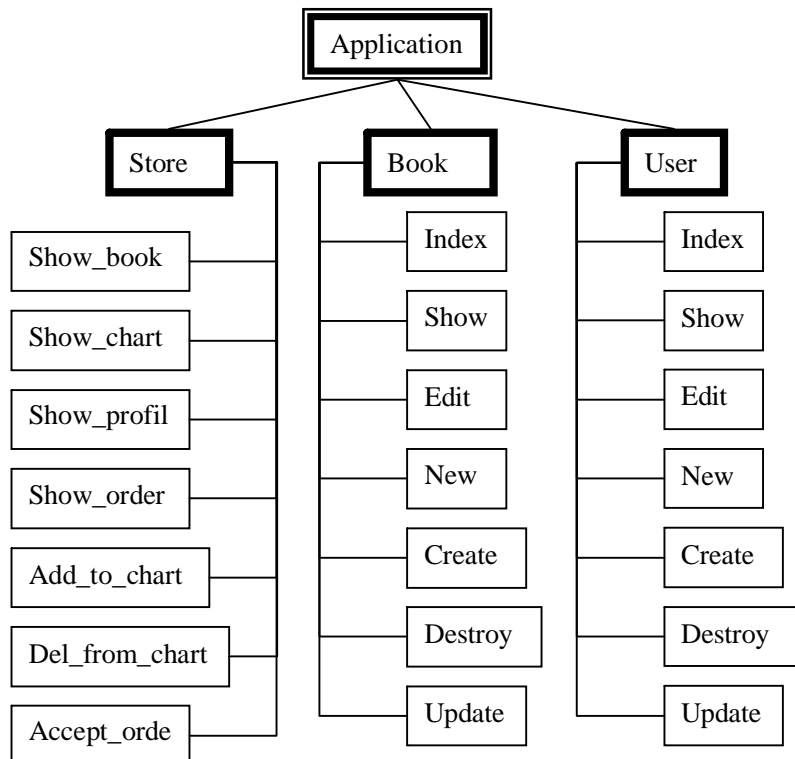 Application
Store
Book
User
Show_book
Show_chart
Show_profil
Show_order
Add_to_chart
Del_from_chart
Accept_orde
Index
Show
Edit
New
Create
Destroy
Update
Index
Show
Edit
New
Create
Destroy
Update